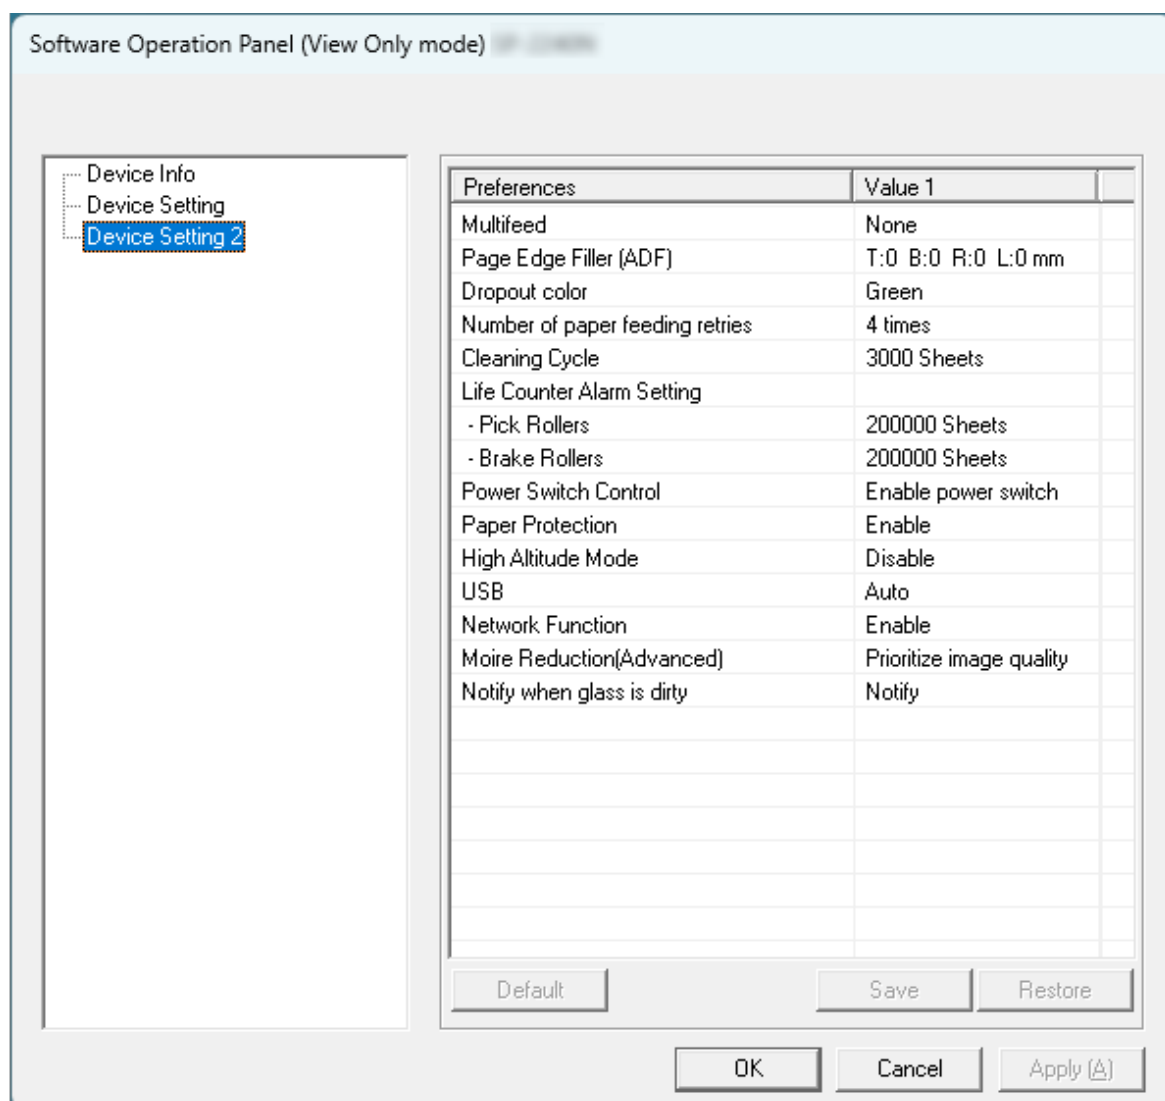 Software Operation Panel (View Only mode)
Device Info
Device Setting
Device Setting 2
Preferences Value 1
Multifeed None
Page Edge Filler (ADF) T:0 B:0 R:0 L:0 mm
Dropout color Green
Number of paper feeding retries 4 times
Cleaning Cycle 3000 Sheets
Life Counter Alarm Setting
- Pick Rollers 200000 Sheets
- Brake Rollers 200000 Sheets
Power Switch Control Enable power switch
Paper Protection Enable
High Altitude Mode Disable
USB Auto
Network Function Enable
Moire Reduction(Advanced) Prioritize image quality
Notify when glass is dirty Notify
Default Save Restore
OK Cancel Apply (A)